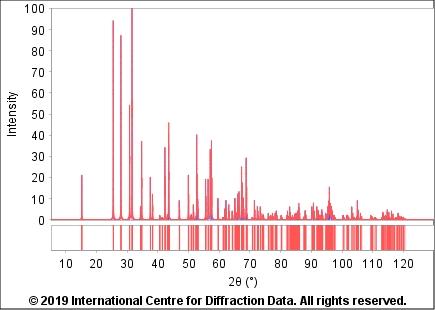 100
90
80
70
60
50
40
30
20
10
0
Intensity
10 20 30 40 50 60 70 80 90 100 110 120
2θ (°)
© 2019 International Centre for Diffraction Data. All rights reserved.